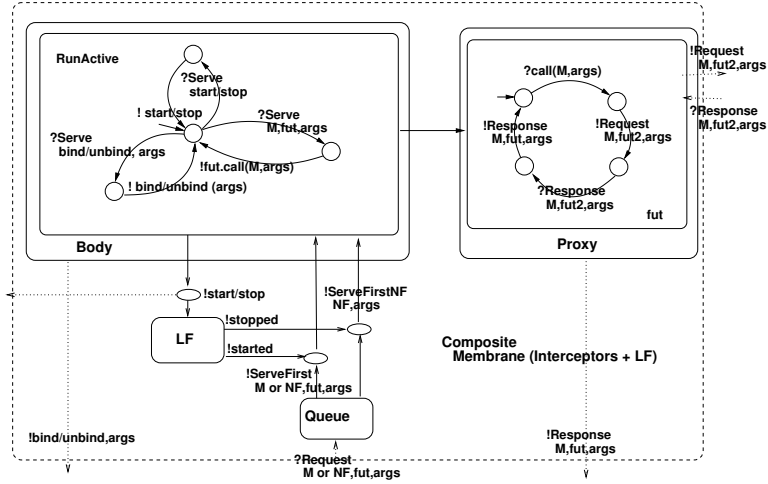 RunActive
?Serve
start/stop
! start/stop
?Serve
M,fut,args
?Serve
bind/unbind, args
!fut.call(M,args)
! bind/unbind (args)
Body
?call(M,args)
!Response
M,fut,args
!Request
M,fut2,args
?Response
M,fut2,args
fut
Proxy
!Request
M,fut2,args
?Response
M,fut2,args
!start/stop
LF
!stopped
!started
!ServeFirstNF
NF,args
!ServeFirst
M or NF,fut,args
Queue
?Request
M or NF,fut,args
Composite
Membrane (Interceptors + LF)
!bind/unbind,args
!Response
M,fut,args